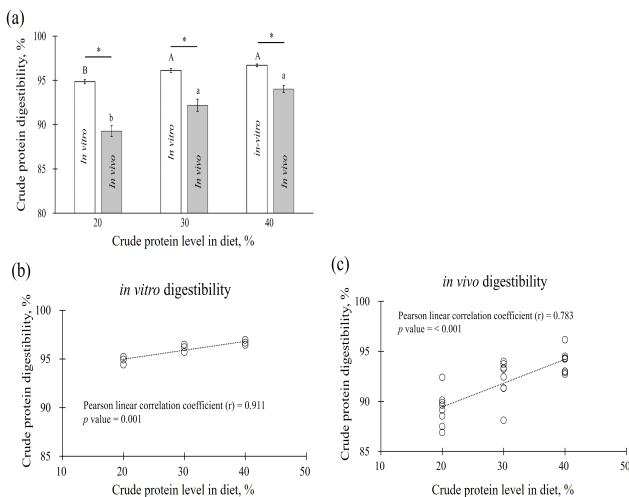 (a)
Crude protein digestibility, %
100
95
90
85
80
*
*
*
B
b
A
a
A
a
In vitro
In vivo
In vitro
In vivo
in-vitro
In vivo
20
30
40
Crude protein level in diet, %
(b)
in vitro digestibility
Crude protein digestibility, %
100
95
90
85
Pearson linear correlation coefficient (r) = 0.911
p value = 0.001
10
20
30
40
50
Crude protein level in diet, %
(c)
in vivo digestibility
Crude protein digestibility, %
100
95
90
85
Pearson linear correlation coefficient (r) = 0.783
p value = < 0.001
10
20
30
40
50
Crude protein level in diet, %